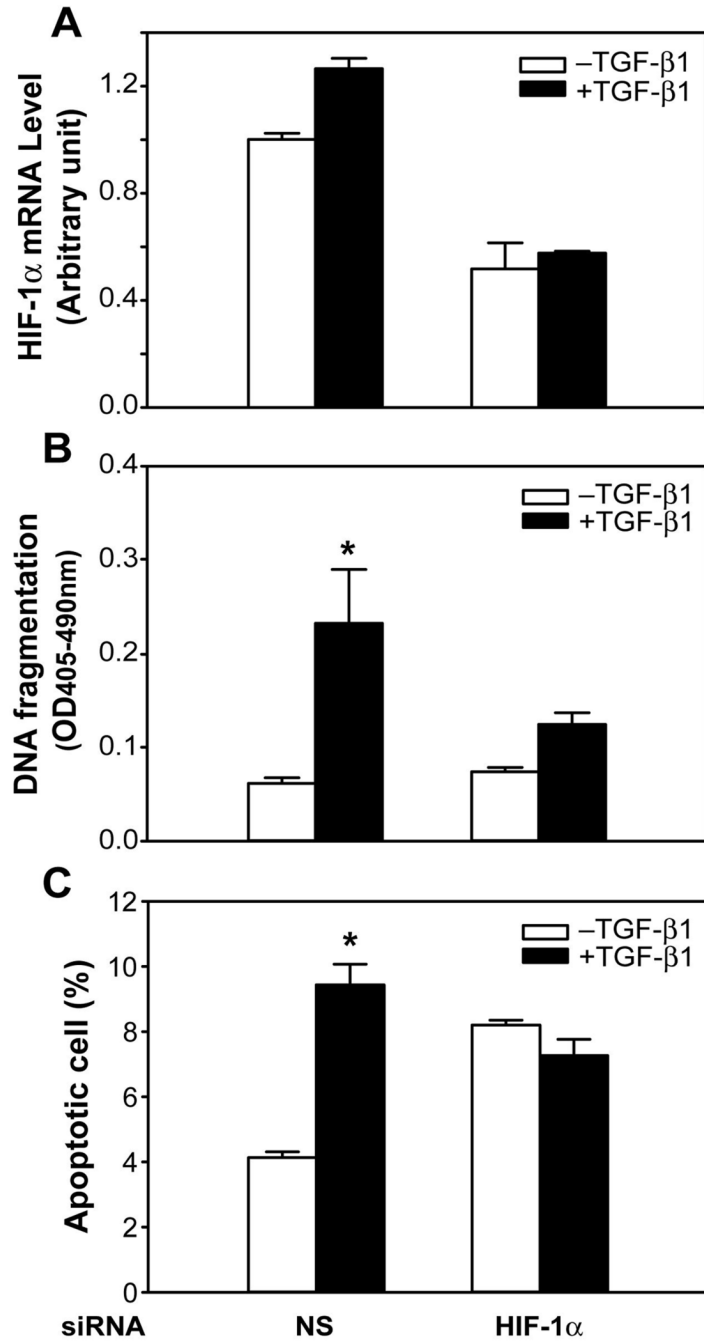 A
HIF-1α mRNA Level
(Arbitrary unit)
1.2
0.8
0.4
0.0
–TGF-β1
+TGF-β1
B
DNA fragmentation
(OD405-490nm)
0.4
0.3
0.2
0.1
0.0
*
–TGF-β1
+TGF-β1
C
Apoptotic cell (%)
12
10
8
6
4
2
0
*
–TGF-β1
+TGF-β1
siRNA NS HIF-1α